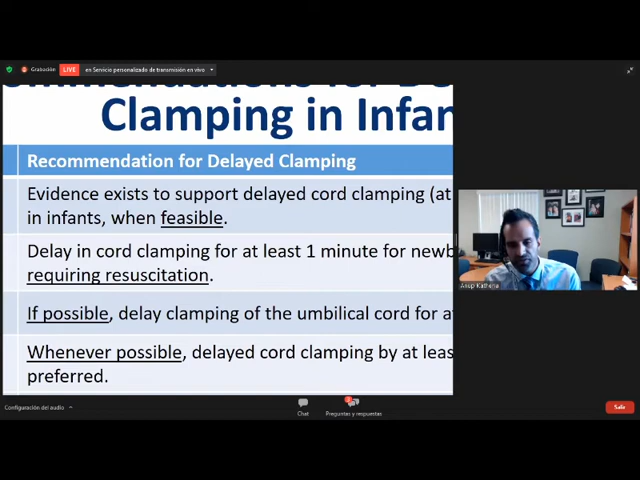 Grabación
LIVE
en Servicio personalizado de transmisión en vivo
Clamping in Infan
Recommendation for Delayed Clamping
Evidence exists to support delayed cord clamping (at
in infants, when feasible.
Delay in cord clamping for at least 1 minute for newb
requiring resuscitation.
If possible, delay clamping of the umbilical cord for a
Whenever possible, delayed cord clamping by at leas
preferred.
Anup Katheria
Configuración del audio
Chat
Preguntas y respuestas
Salir